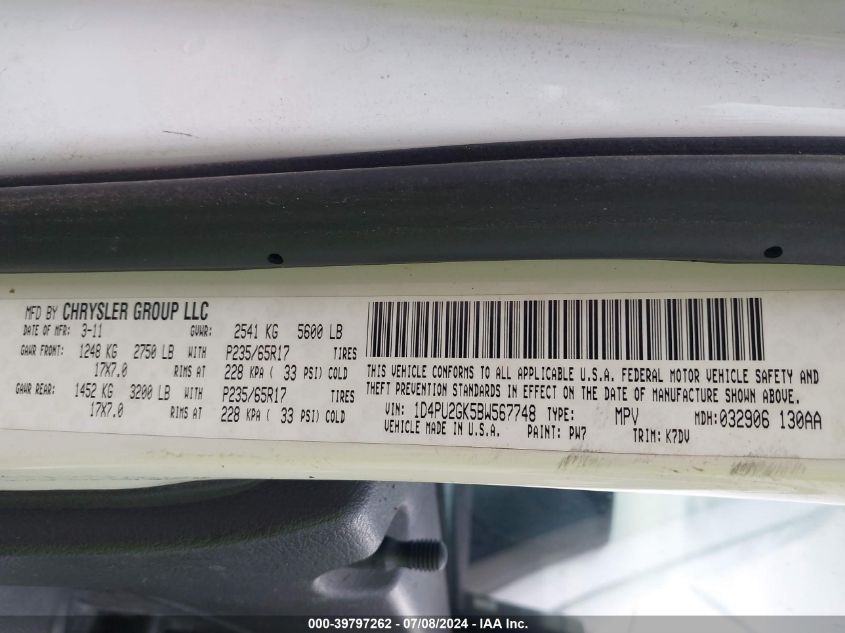 MFD BY CHRYSLER GROUP LLC
DATE OF MFR: 3-11 GVWR: 2541 KG 5600 LB
GAWR FRONT: 1248 KG 2750 LB WITH P235/65R17 TIRES
17X7.0 RIMS AT 228 KPA ( 33 PSI) COLD
GAWR REAR: 1452 KG 3200 LB WITH P235/65R17 TIRES
17X7.0 RIMS AT 228 KPA ( 33 PSI) COLD
THIS VEHICLE CONFORMS TO ALL APPLICABLE U.S.A. FEDERAL MOTOR VEHICLE SAFETY AND
THEFT PREVENTION STANDARDS IN EFFECT ON THE DATE OF MANUFACTURE SHOWN ABOVE.
VIN: 1D4PU2GK5BW567748 TYPE: MPV MDH:032906 130AA
VEHICLE MADE IN U.S.A. PAINT: PW7 TRIM: K7DV
000-39797262 - 07/08/2024 - IAA Inc.